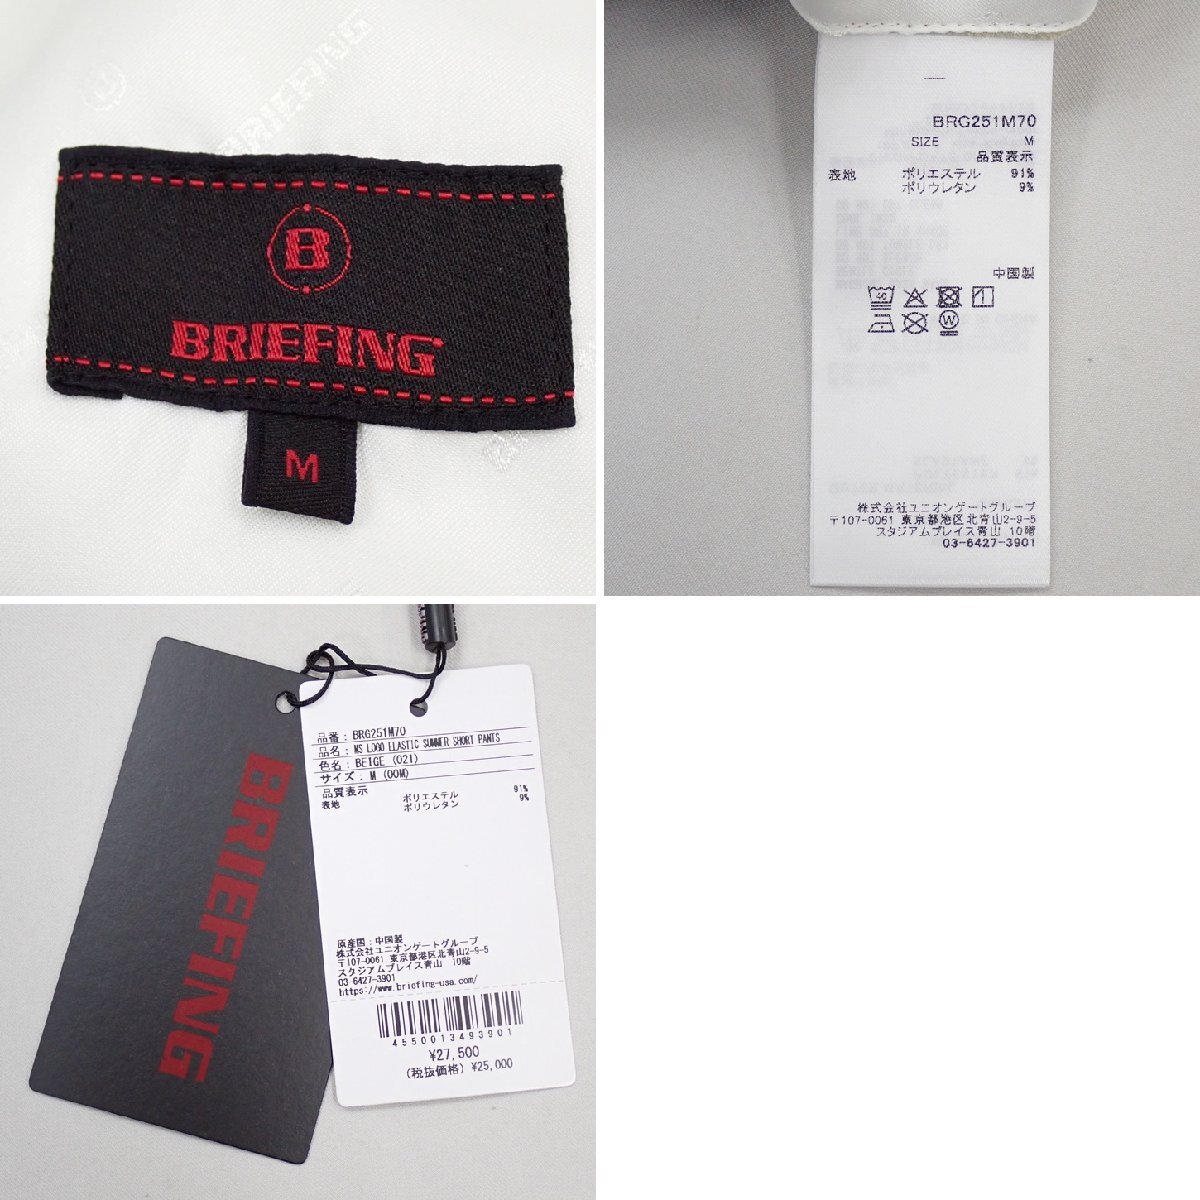 BRIEFING
BRIEFING
B
BRIEFING
M
BRG251M70
SIZE M
品質表示
表地 ポリエステル 91%
ポリウレタン 9%
中国製
40
W
株式会社ユニオンゲートグループ
〒107-0061 東京都港区北青山2-9-5
スタジアムプレイス青山 10階
03-6427-3901
BRIEFING
品番：BRG251M70
品名：MS LOGO ELASTIC SUMMER SHORT PANTS
色名：BEIGE (021)
サイズ：M (00M)
品質表示
表地 ポリエステル 91%
ポリウレタン 9%
原産国：中国製
株式会社ユニオンゲートグループ
〒107-0061 東京都港区北青山2-9-5
スタジアムプレイス青山 10階
03-6427-3901
https://www.briefing-usa.com/
4550013493901
¥27,500
(税抜価格) ¥25,000